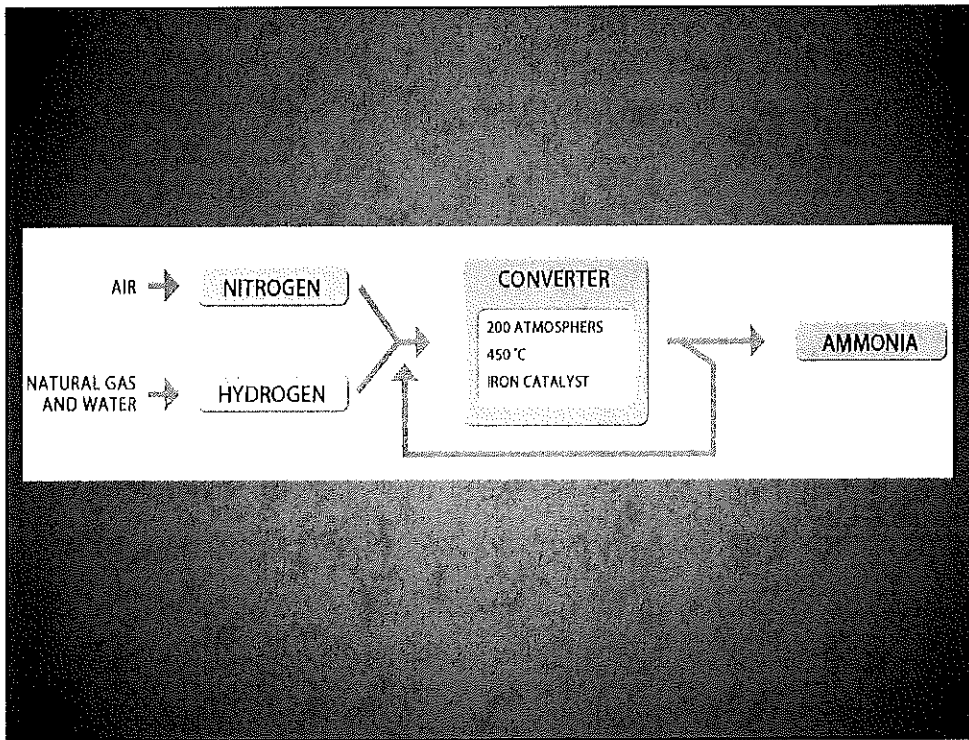 AIR
NITROGEN
NATURAL GAS
AND WATER
HYDROGEN
CONVERTER
200 ATMOSPHERS
450 °C
IRON CATALYST
AMMONIA